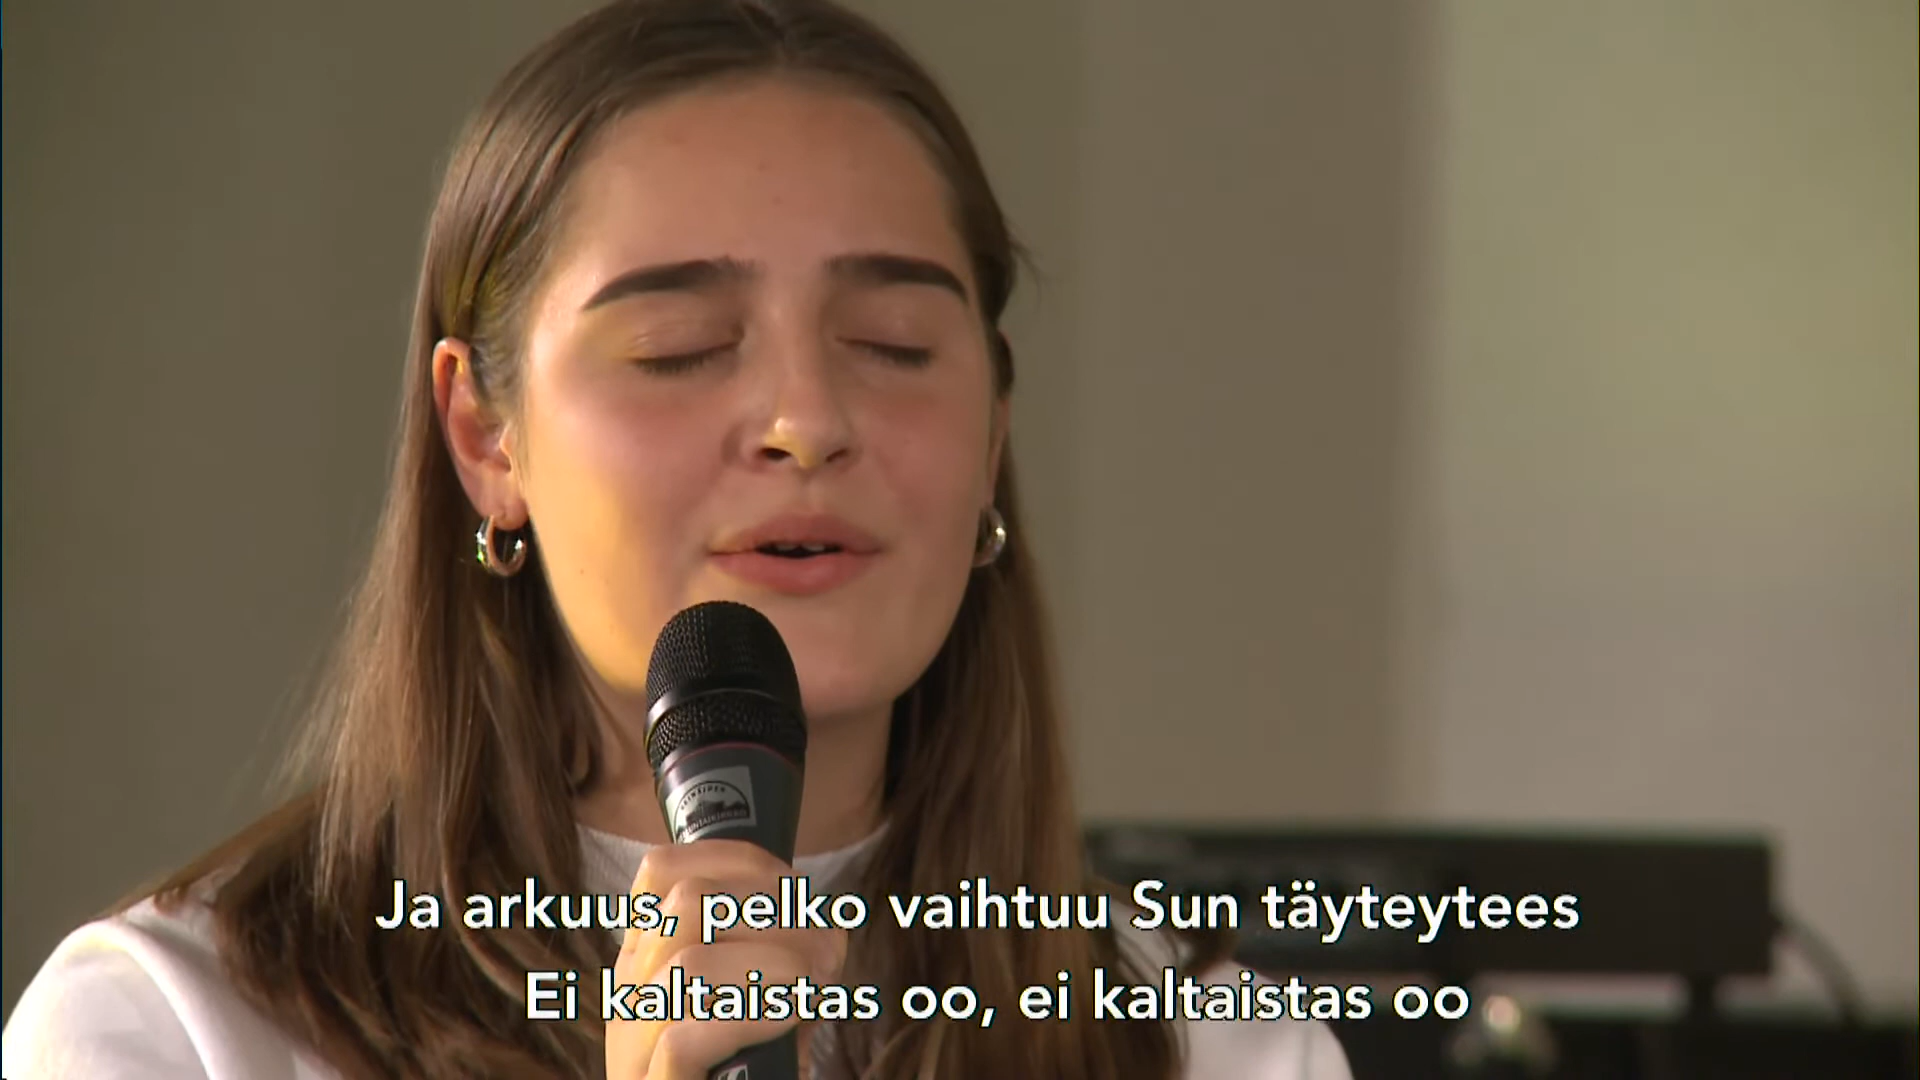 Ja arkuus, pelko vaihtuu Sun täyteytees
Ei kaltaistas oo, ei kaltaistas oo